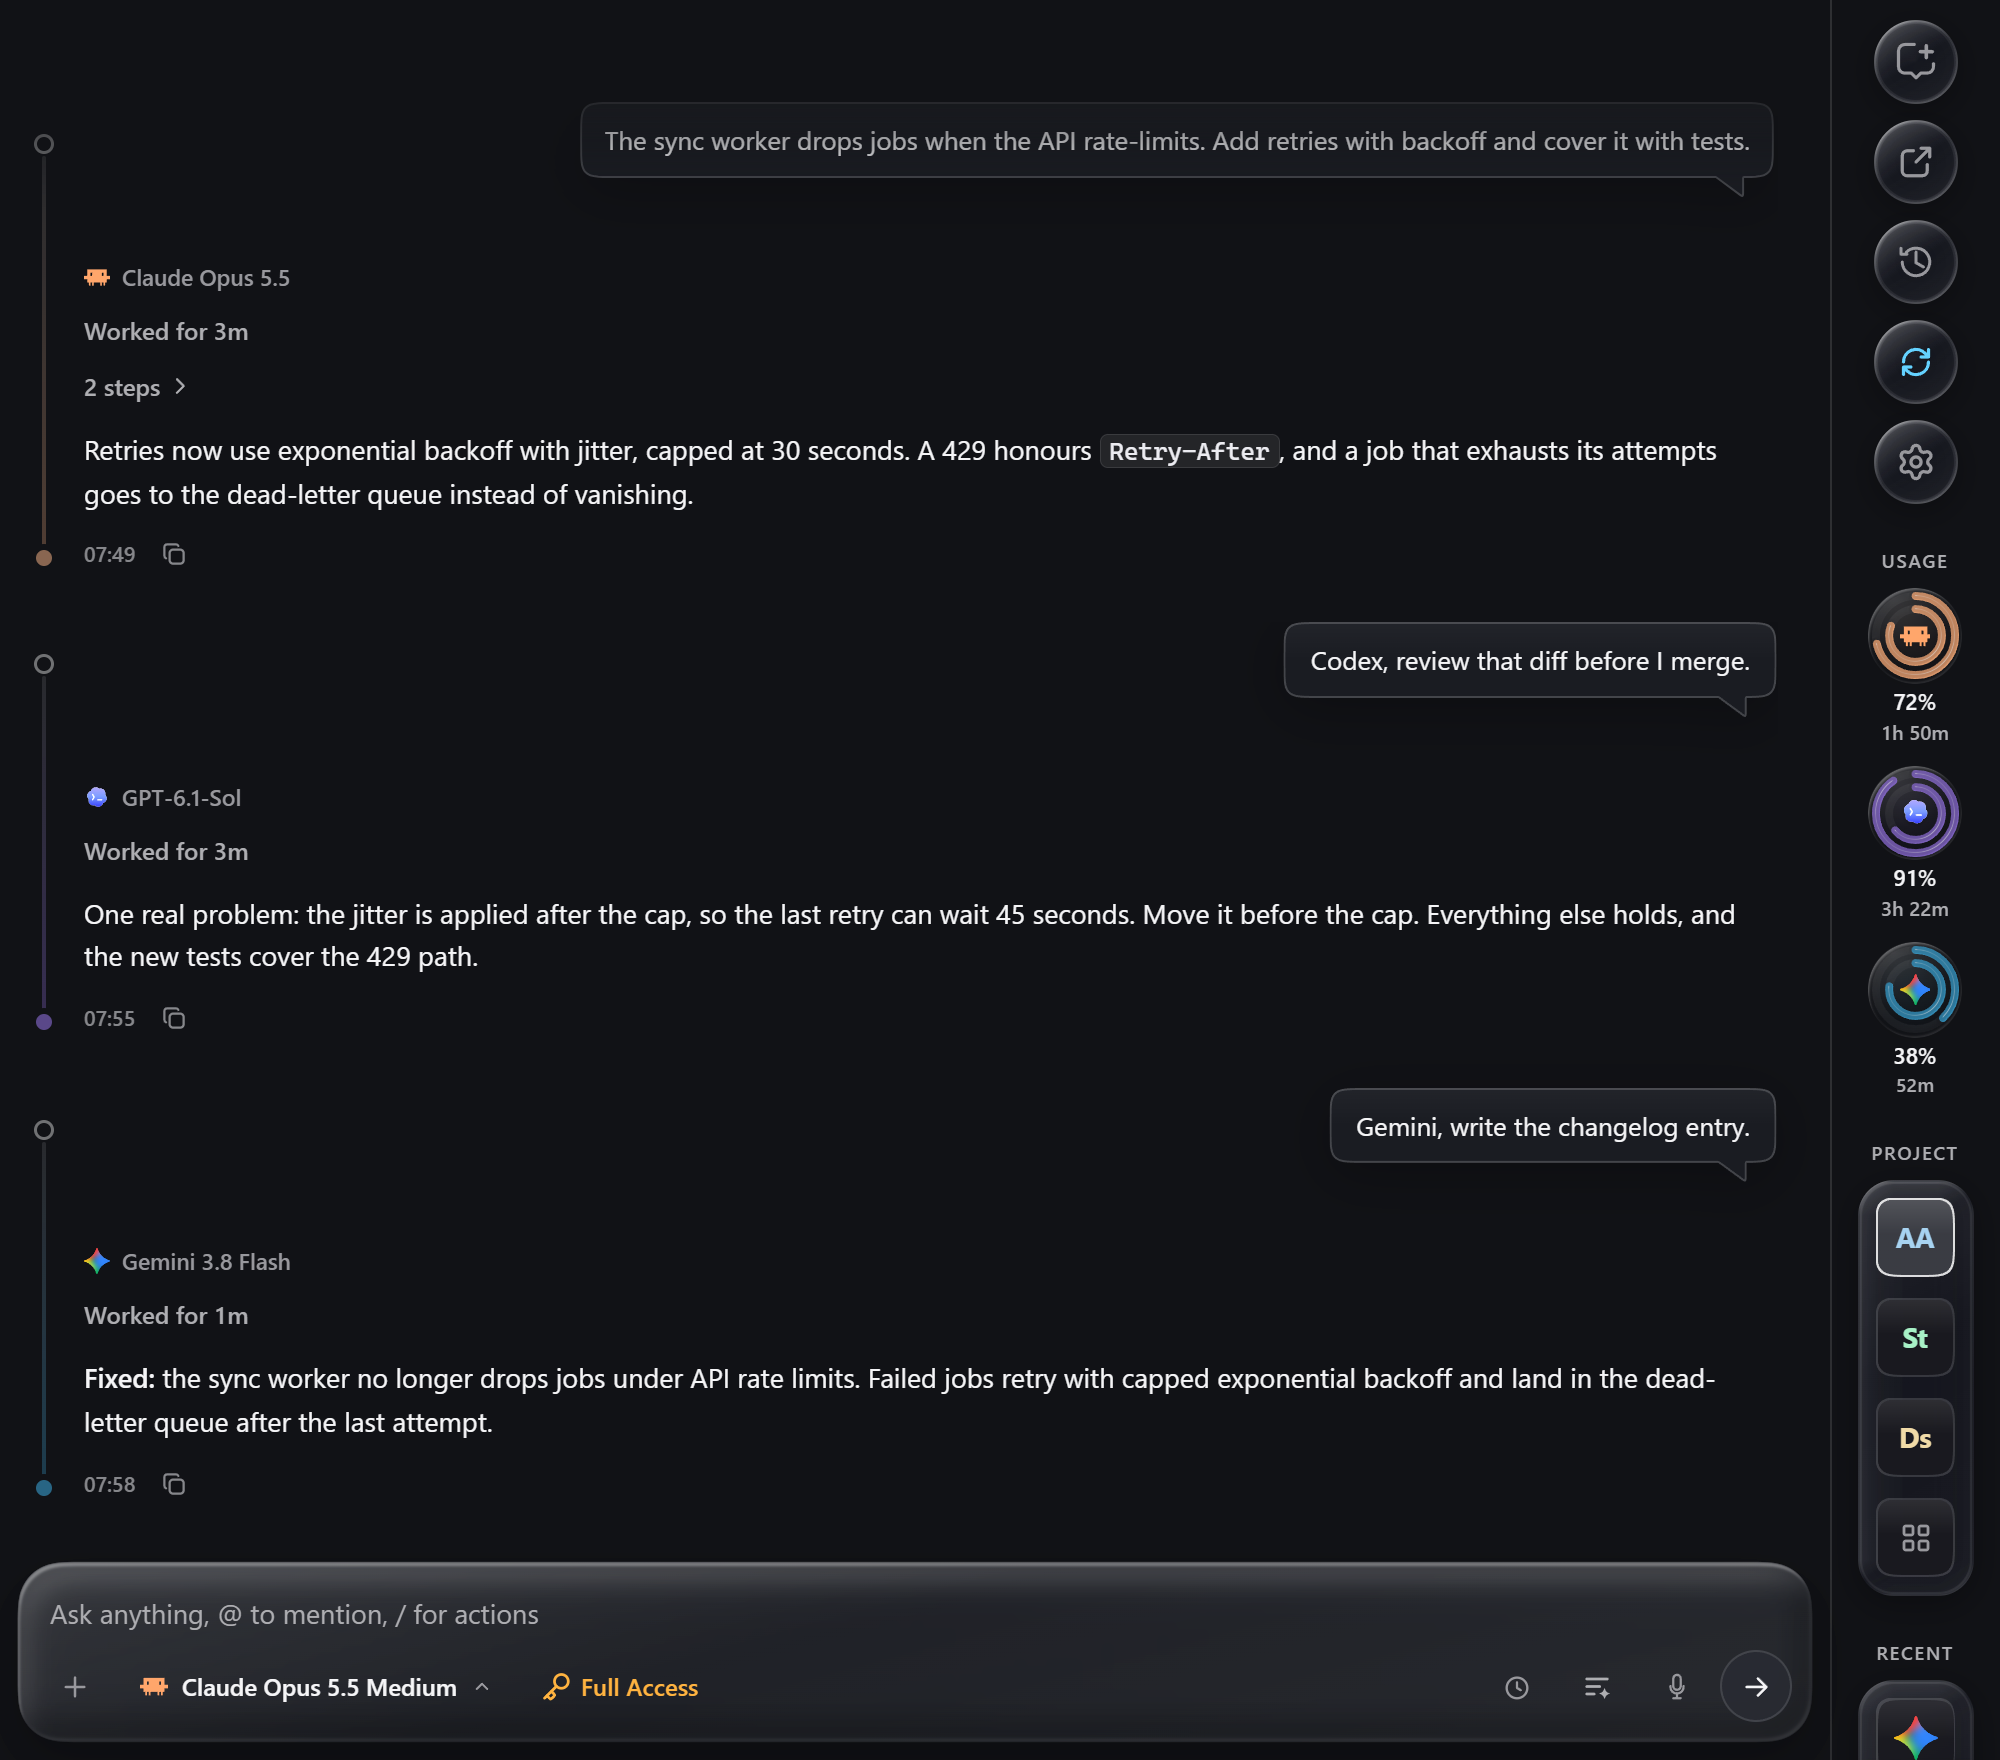 The sync worker drops jobs when the API rate-limits. Add retries with backoff and cover it with tests.
Claude Opus 5.5
Worked for 3m
2 steps
Retries now use exponential backoff with jitter, capped at 30 seconds. A 429 honours Retry-After, and a job that exhausts its attempts
goes to the dead-letter queue instead of vanishing.
07:49
Codex, review that diff before I merge.
GPT-6.1-Sol
Worked for 3m
One real problem: the jitter is applied after the cap, so the last retry can wait 45 seconds. Move it before the cap. Everything else holds, and
the new tests cover the 429 path.
07:55
Gemini, write the changelog entry.
Gemini 3.8 Flash
Worked for 1m
Fixed: the sync worker no longer drops jobs under API rate limits. Failed jobs retry with capped exponential backoff and land in the dead-
letter queue after the last attempt.
07:58
Ask anything, @ to mention, / for actions
Claude Opus 5.5 Medium
Full Access
USAGE
72%
1h 50m
91%
3h 22m
38%
52m
PROJECT
AA
St
Ds
RECENT